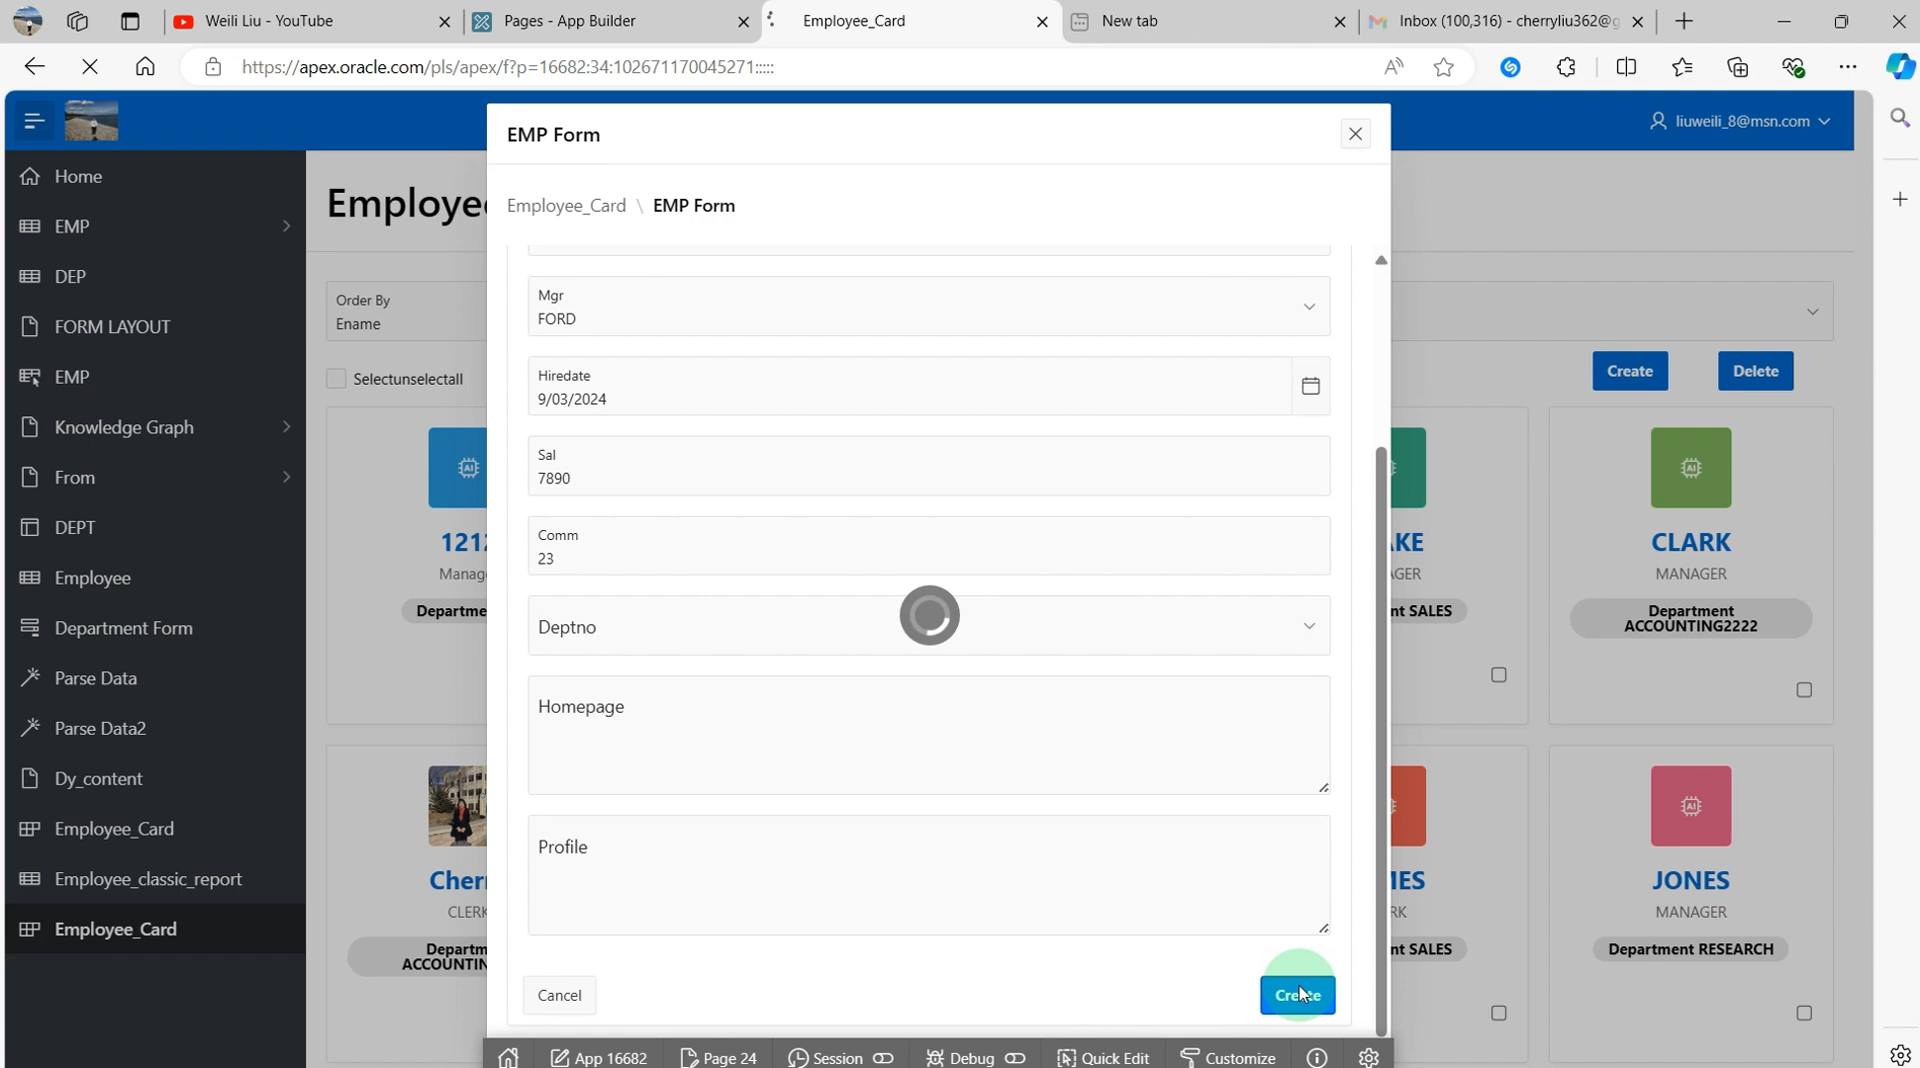 Weili Liu - YouTube
Pages - App Builder
Employee_Card
New tab
Inbox (100,316) - cherryliu362@g
https://apex.oracle.com/pls/apex/f?p=16682:34:102671170045271:::::
liuweili_8@msn.com
Home
EMP
DEP
FORM LAYOUT
EMP
Knowledge Graph
From
DEPT
Employee
Department Form
Parse Data
Parse Data2
Dy_content
Employee_Card
Employee_classic_report
Employee_Card
Employe
Order By
Ename
Selectunselectall
Create
Delete
121
Manag
Departme
Cher
CLERK
Departm
ACCOUNTIN
EMP Form
Employee_Card \ EMP Form
Mgr
FORD
Hiredate
9/03/2024
Sal
7890
Comm
23
Deptno
Homepage
Profile
Cancel
Create
AKE
AGER
nt SALES
CLARK
MANAGER
Department
ACCOUNTING2222
MES
RK
nt SALES
JONES
MANAGER
Department RESEARCH
App 16682
Page 24
Session
Debug
Quick Edit
Customize